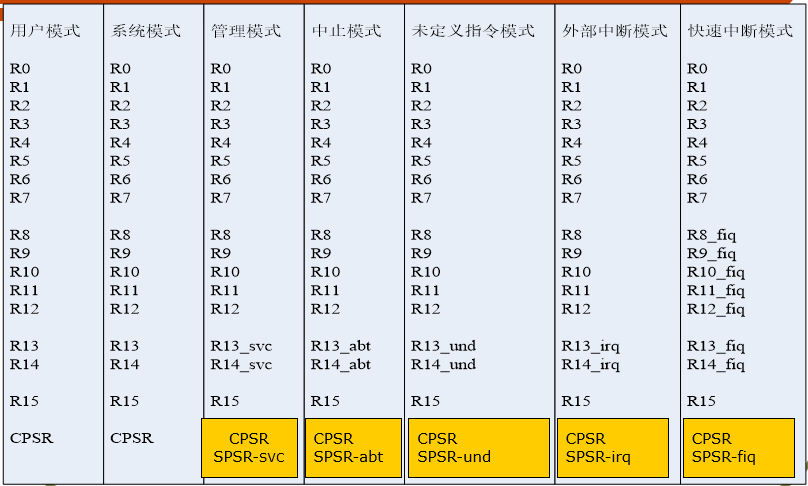 用户模式 系统模式 管理模式 中止模式 未定义指令模式 外部中断模式 快速中断模式
R0 R0 R0 R0 R0 R0 R0
R1 R1 R1 R1 R1 R1 R1
R2 R2 R2 R2 R2 R2 R2
R3 R3 R3 R3 R3 R3 R3
R4 R4 R4 R4 R4 R4 R4
R5 R5 R5 R5 R5 R5 R5
R6 R6 R6 R6 R6 R6 R6
R7 R7 R7 R7 R7 R7 R7
R8 R8 R8 R8 R8 R8 R8_fiq
R9 R9 R9 R9 R9 R9 R9_fiq
R10 R10 R10 R10 R10 R10 R10_fiq
R11 R11 R11 R11 R11 R11 R11_fiq
R12 R12 R12 R12 R12 R12 R12_fiq
R13 R13 R13_svc R13_abt R13_und R13_irq R13_fiq
R14 R14 R14_svc R14_abt R14_und R14_irq R14_fiq
R15 R15 R15 R15 R15 R15 R15
CPSR CPSR CPSR CPSR CPSR CPSR CPSR
SPSR-svc SPSR-abt SPSR-und SPSR-irq SPSR-fiq